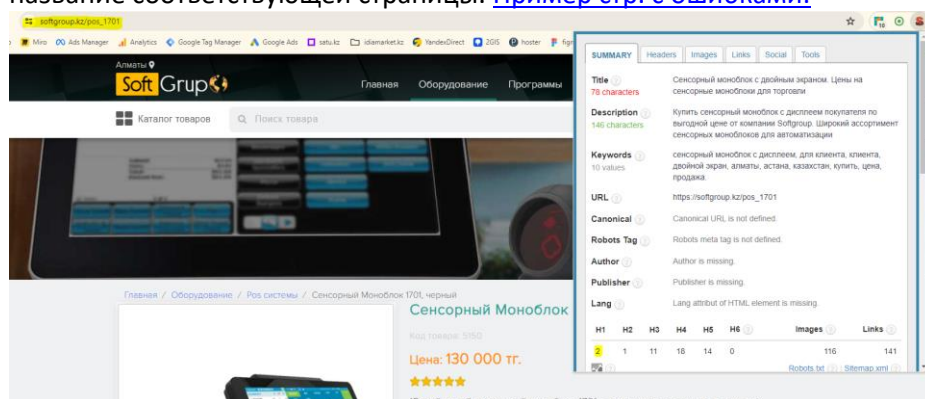 название соответствующей страницы. Пример стр. с ошибками.
softgroup.kz/pos_1701
Miro Ads Manager Analytics Google Tag Manager Google Ads satu.kz idiamarket.kz YandexDirect 2GIS hoster
Алматы
Soft Grup
Главная Оборудование Программы
Каталог товаров Поиск товара
Главная / Оборудование / Pos системы / Сенсорный Моноблок 1701, черный
Сенсорный Моноблок
Код товара: 5150
Цена: 130 000 тг.
SUMMARY Headers Images Links Social Tools
Title Сенсорный моноблок с двойным экраном. Цены на
78 characters сенсорные моноблоки для торговли
Description Купить сенсорный моноблок с дисплеем покупателя по
146 characters выгодной цене от компании Softgroup. Широкий ассортимент
сенсорных моноблоков для автоматизации
Keywords сенсорный моноблок с дисплеем, для клиента, клиента,
10 values двойной экран, алматы, астана, казахстан, купить, цена,
продажа.
URL https://softgroup.kz/pos_1701
Canonical Canonical URL is not defined.
Robots Tag Robots meta tag is not defined.
Author Author is missing.
Publisher Publisher is missing.
Lang Lang attribut of HTML element is missing.
H1 H2 H3 H4 H5 H6 Images Links
2 1 11 18 14 0 116 141
Robots.txt Sitemap.xml